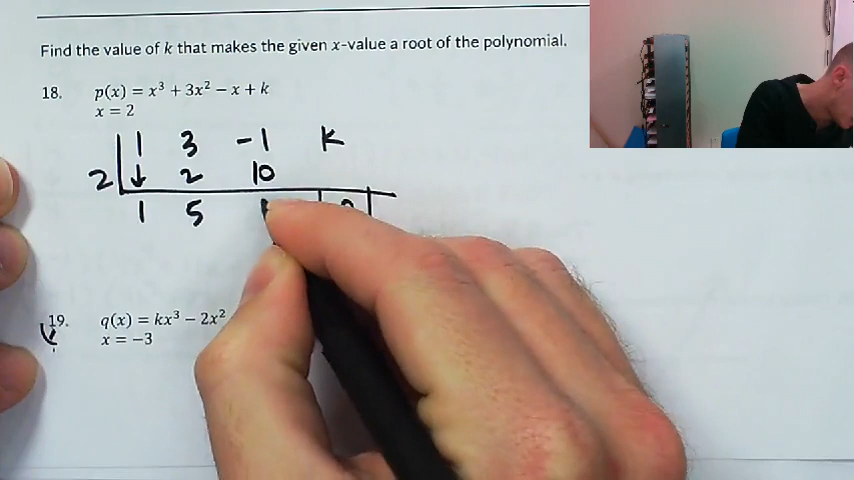 Find the value of k that makes the given x-value a root of the polynomial.
18. p(x) = x³ + 3x² − x + k
x = 2
1 3 -1 k
2 ↓ 2 10
1 5
19. q(x) = kx³ − 2x²
x = −3